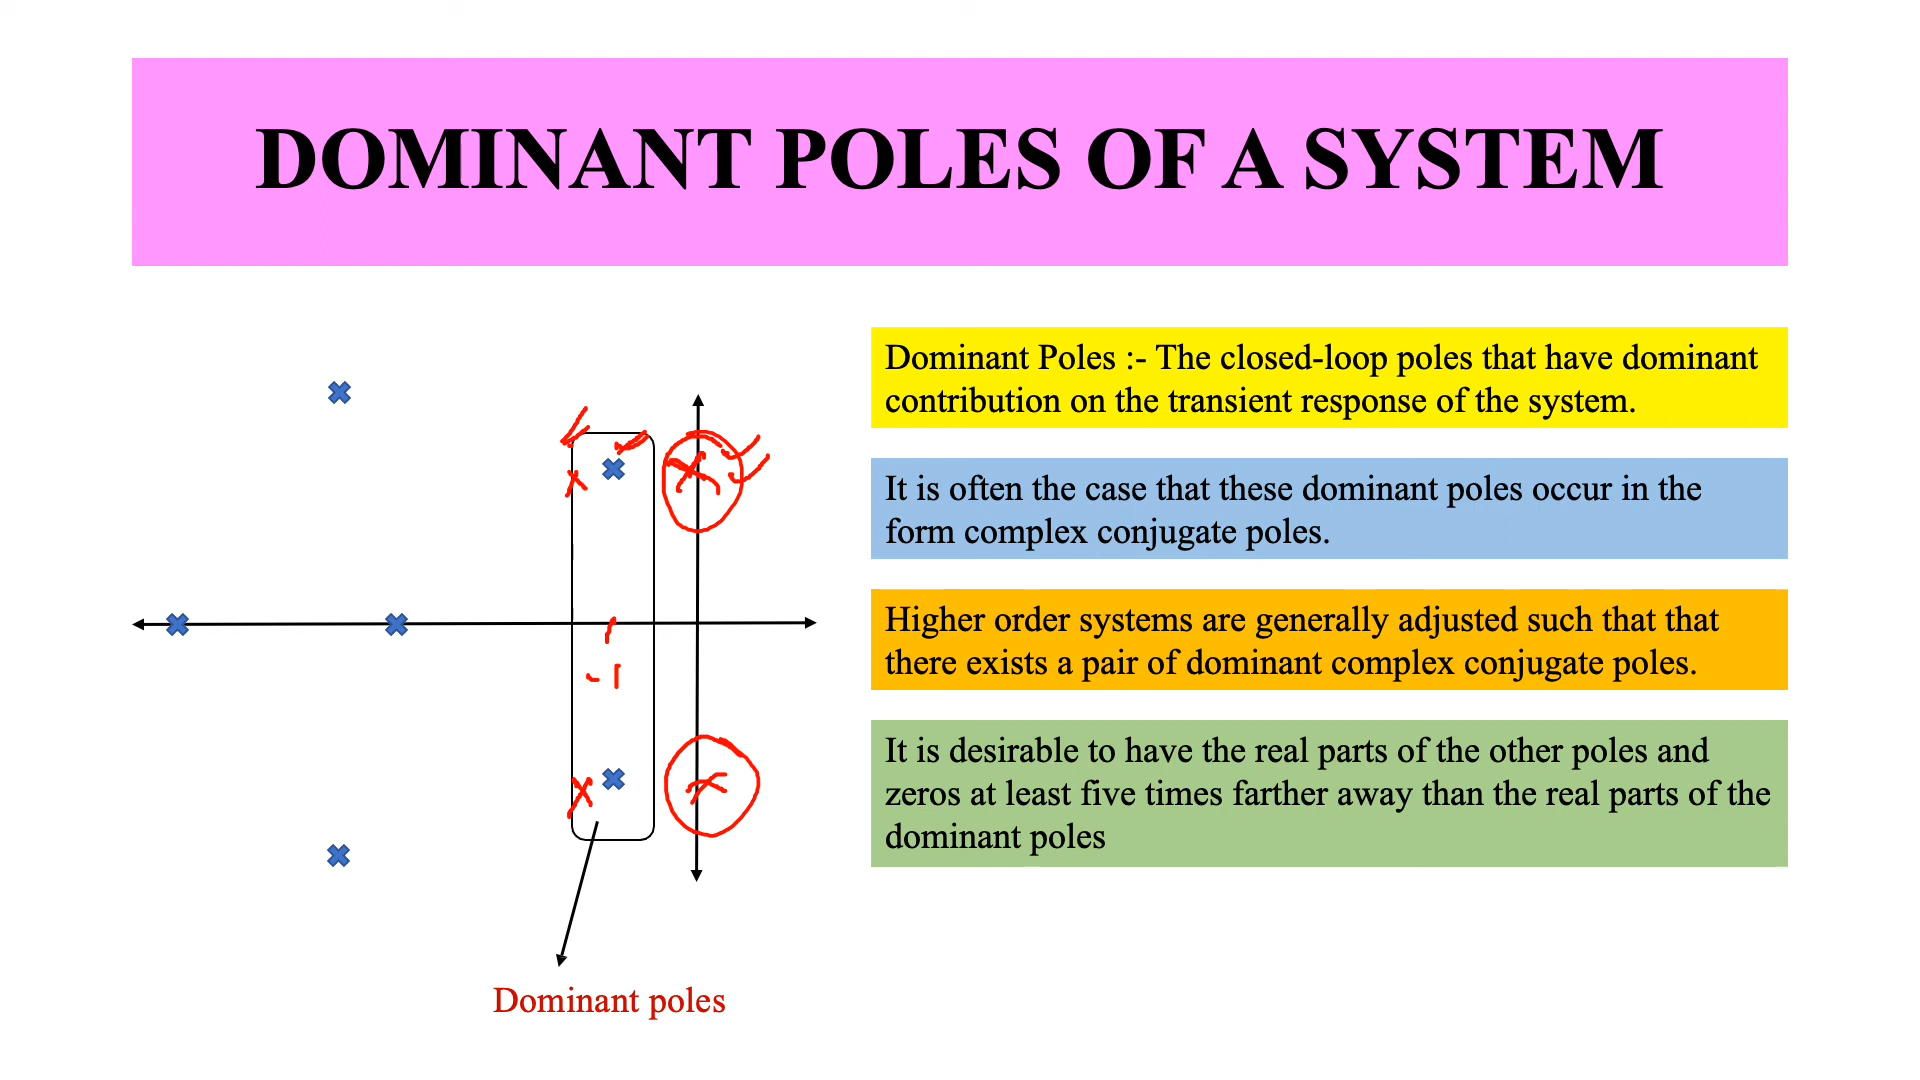 DOMINANT POLES OF A SYSTEM
Dominant Poles :- The closed-loop poles that have dominant
contribution on the transient response of the system.
It is often the case that these dominant poles occur in the
form complex conjugate poles.
Higher order systems are generally adjusted such that that
there exists a pair of dominant complex conjugate poles.
It is desirable to have the real parts of the other poles and
zeros at least five times farther away than the real parts of the
dominant poles
-1
Dominant poles